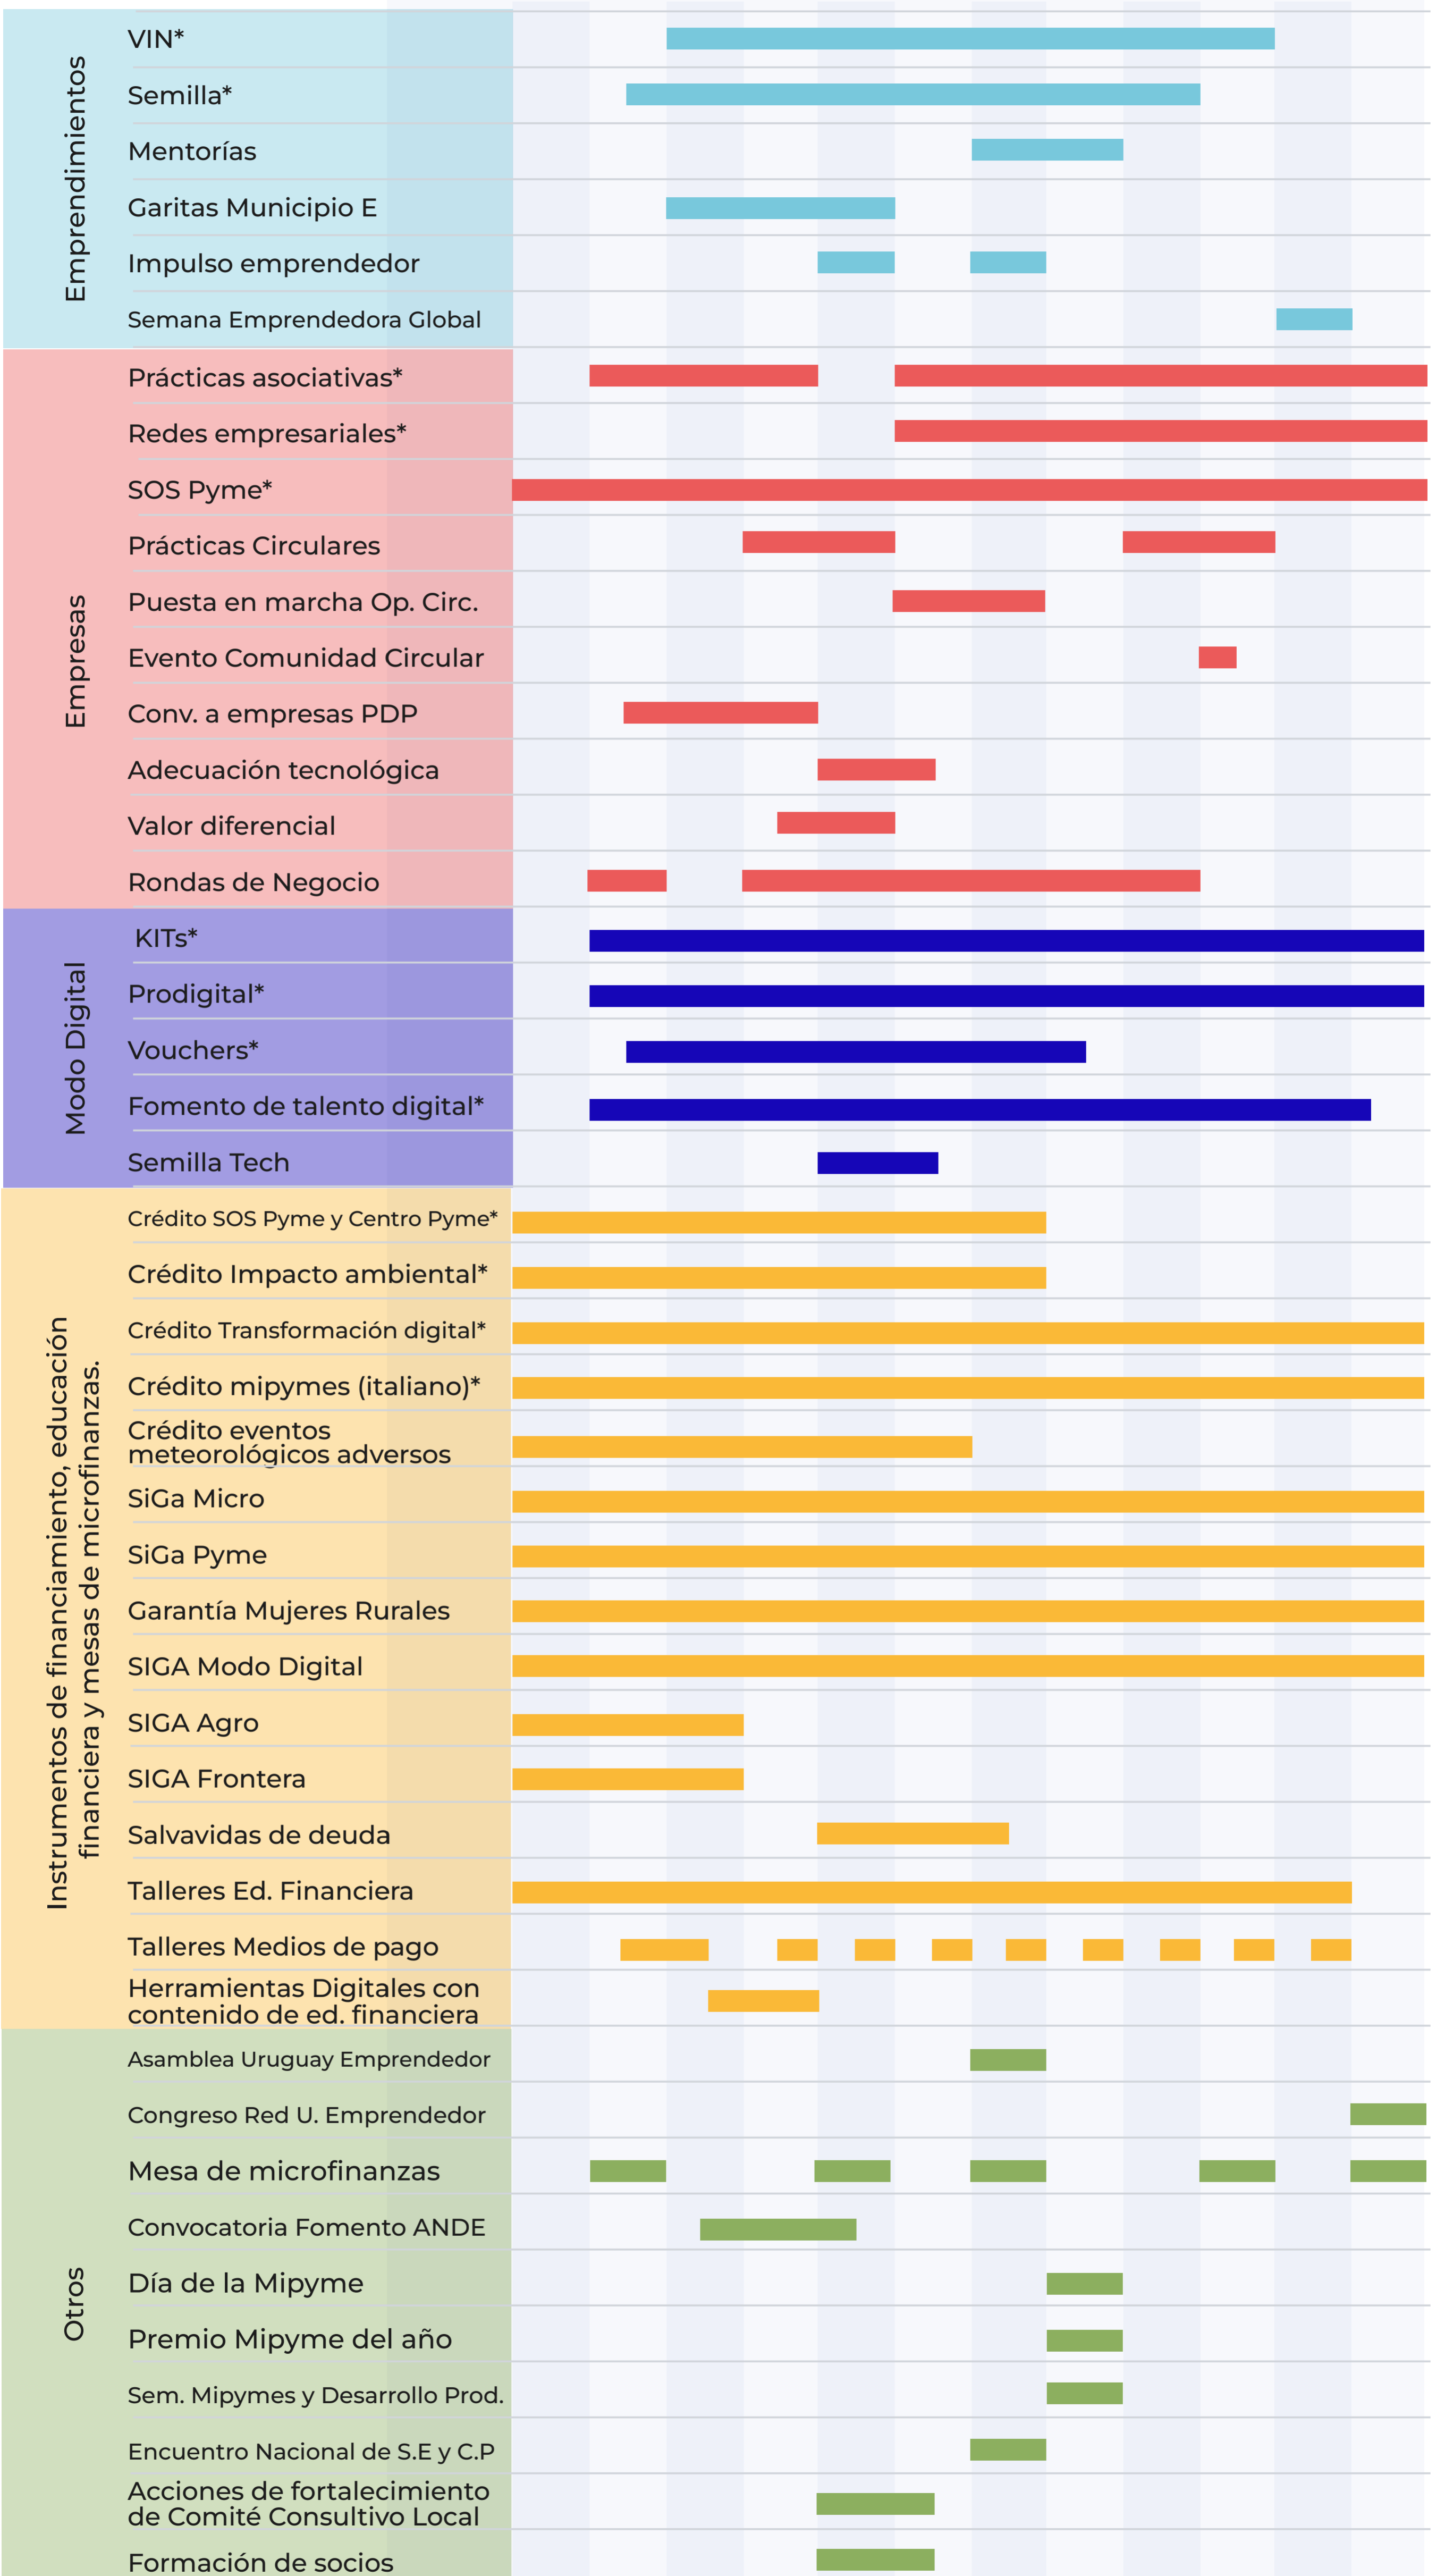 Emprendimientos
VIN*
Semilla*
Mentorías
Garitas Municipio E
Impulso emprendedor
Semana Emprendedora Global
Empresas
Prácticas asociativas*
Redes empresariales*
SOS Pyme*
Prácticas Circulares
Puesta en marcha Op. Circ.
Evento Comunidad Circular
Conv. a empresas PDP
Adecuación tecnológica
Valor diferencial
Rondas de Negocio
Modo Digital
KITs*
Prodigital*
Vouchers*
Fomento de talento digital*
Semilla Tech
Instrumentos de financiamiento, educación
financiera y mesas de microfinanzas.
Crédito SOS Pyme y Centro Pyme*
Crédito Impacto ambiental*
Crédito Transformación digital*
Crédito mipymes (italiano)*
Crédito eventos
meteorológicos adversos
SiGa Micro
SiGa Pyme
Garantía Mujeres Rurales
SIGA Modo Digital
SIGA Agro
SIGA Frontera
Salvavidas de deuda
Talleres Ed. Financiera
Talleres Medios de pago
Herramientas Digitales con
contenido de ed. financiera
Otros
Asamblea Uruguay Emprendedor
Congreso Red U. Emprendedor
Mesa de microfinanzas
Convocatoria Fomento ANDE
Día de la Mipyme
Premio Mipyme del año
Sem. Mipymes y Desarrollo Prod.
Encuentro Nacional de S.E y C.P
Acciones de fortalecimiento
de Comité Consultivo Local
Formación de socios